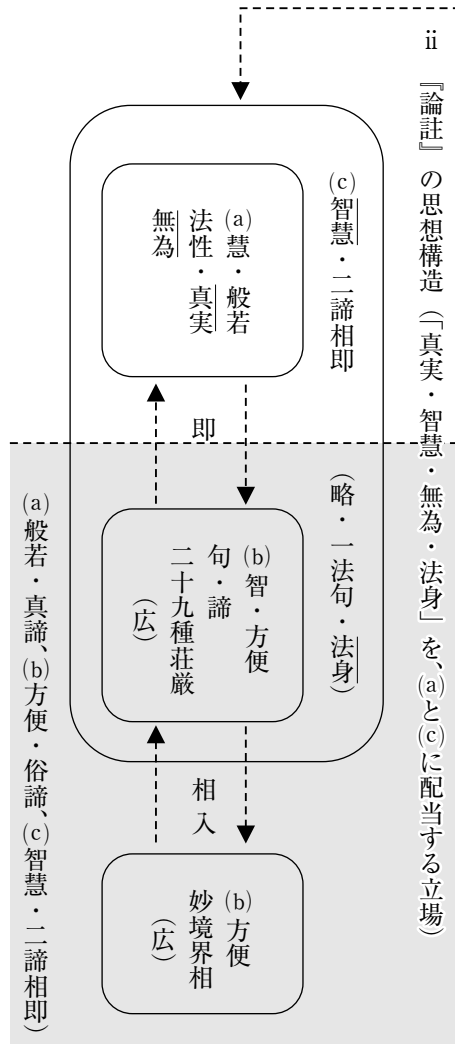 ⅱ 『論註』の思想構造（「真実・智慧・無為・法身」を、(a)と(c)に配当する立場）
(c)智慧・二諦相即
（略・一法句・法身）
(a)慧・般若
法性・真実
無為
即
(b)智・方便
句・諦
二十九種荘厳
（広）
相入
(b)方便
妙境界相
（広）
(a)般若・真諦、(b)方便・俗諦、(c)智慧・二諦相即）